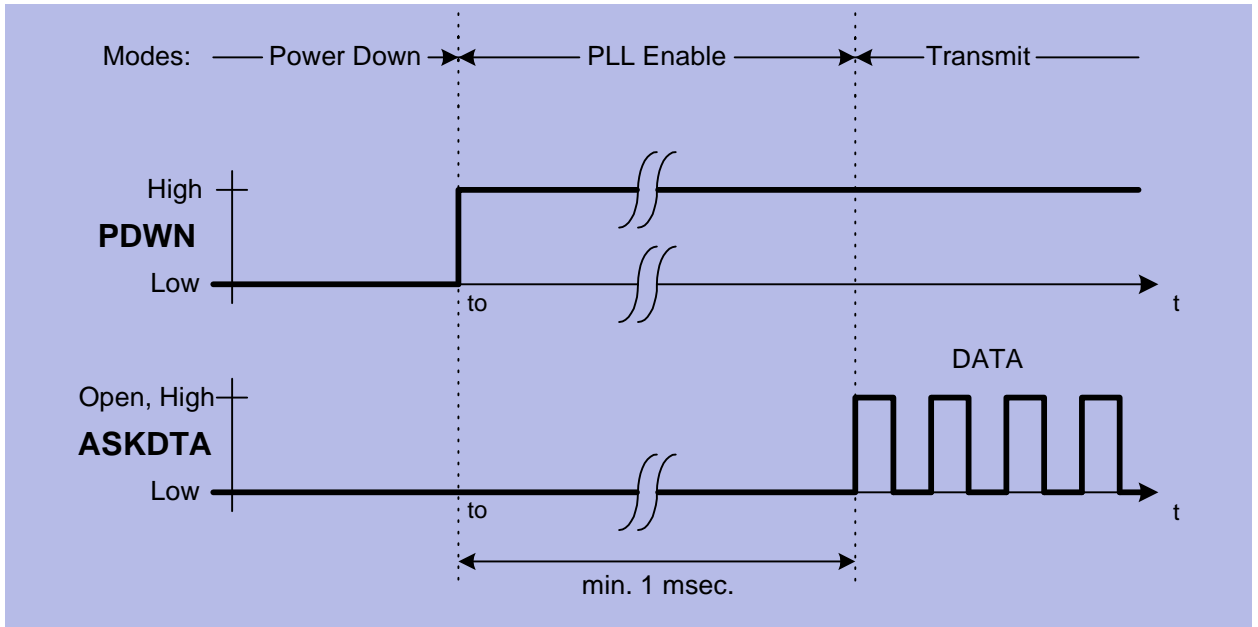 Modes: Power Down PLL Enable Transmit
High
PDWN
Low
to
t
DATA
Open, High
ASKDTA
Low
to
t
min. 1 msec.